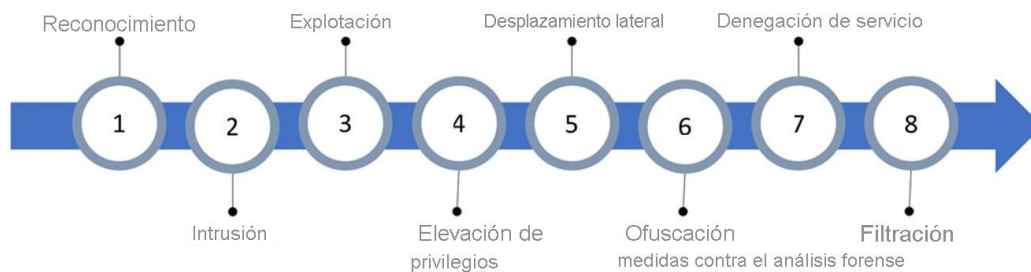 Reconocimiento
Explotación
Desplazamiento lateral
Denegación de servicio
1
2
3
4
5
6
7
8
Intrusión
Elevación de
privilegios
Ofuscación
medidas contra el análisis forense
Filtración